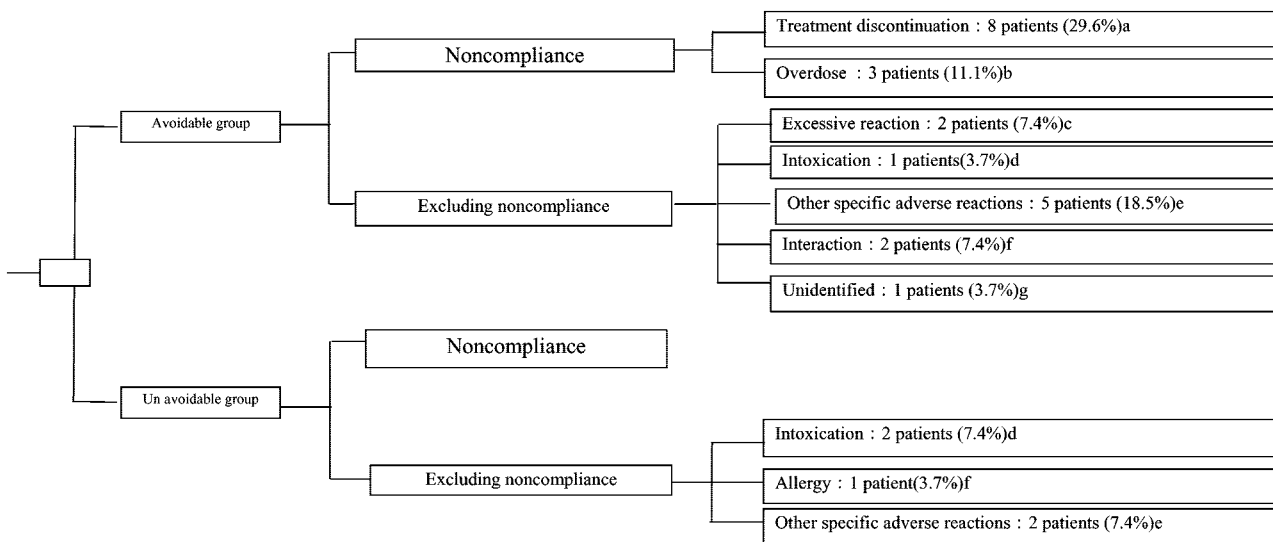 Treatment discontinuation : 8 patients (29.6%)a
Noncompliance
Overdose : 3 patients (11.1%)b
Avoidable group
Excessive reaction : 2 patients (7.4%)c
Intoxication : 1 patients(3.7%)d
Excluding noncompliance
Other specific adverse reactions : 5 patients (18.5%)e
Interaction : 2 patients (7.4%)f
Unidentified : 1 patients (3.7%)g
Noncompliance
Un avoidable group
Intoxication : 2 patients (7.4%)d
Excluding noncompliance
Allergy : 1 patient(3.7%)f
Other specific adverse reactions : 2 patients (7.4%)e